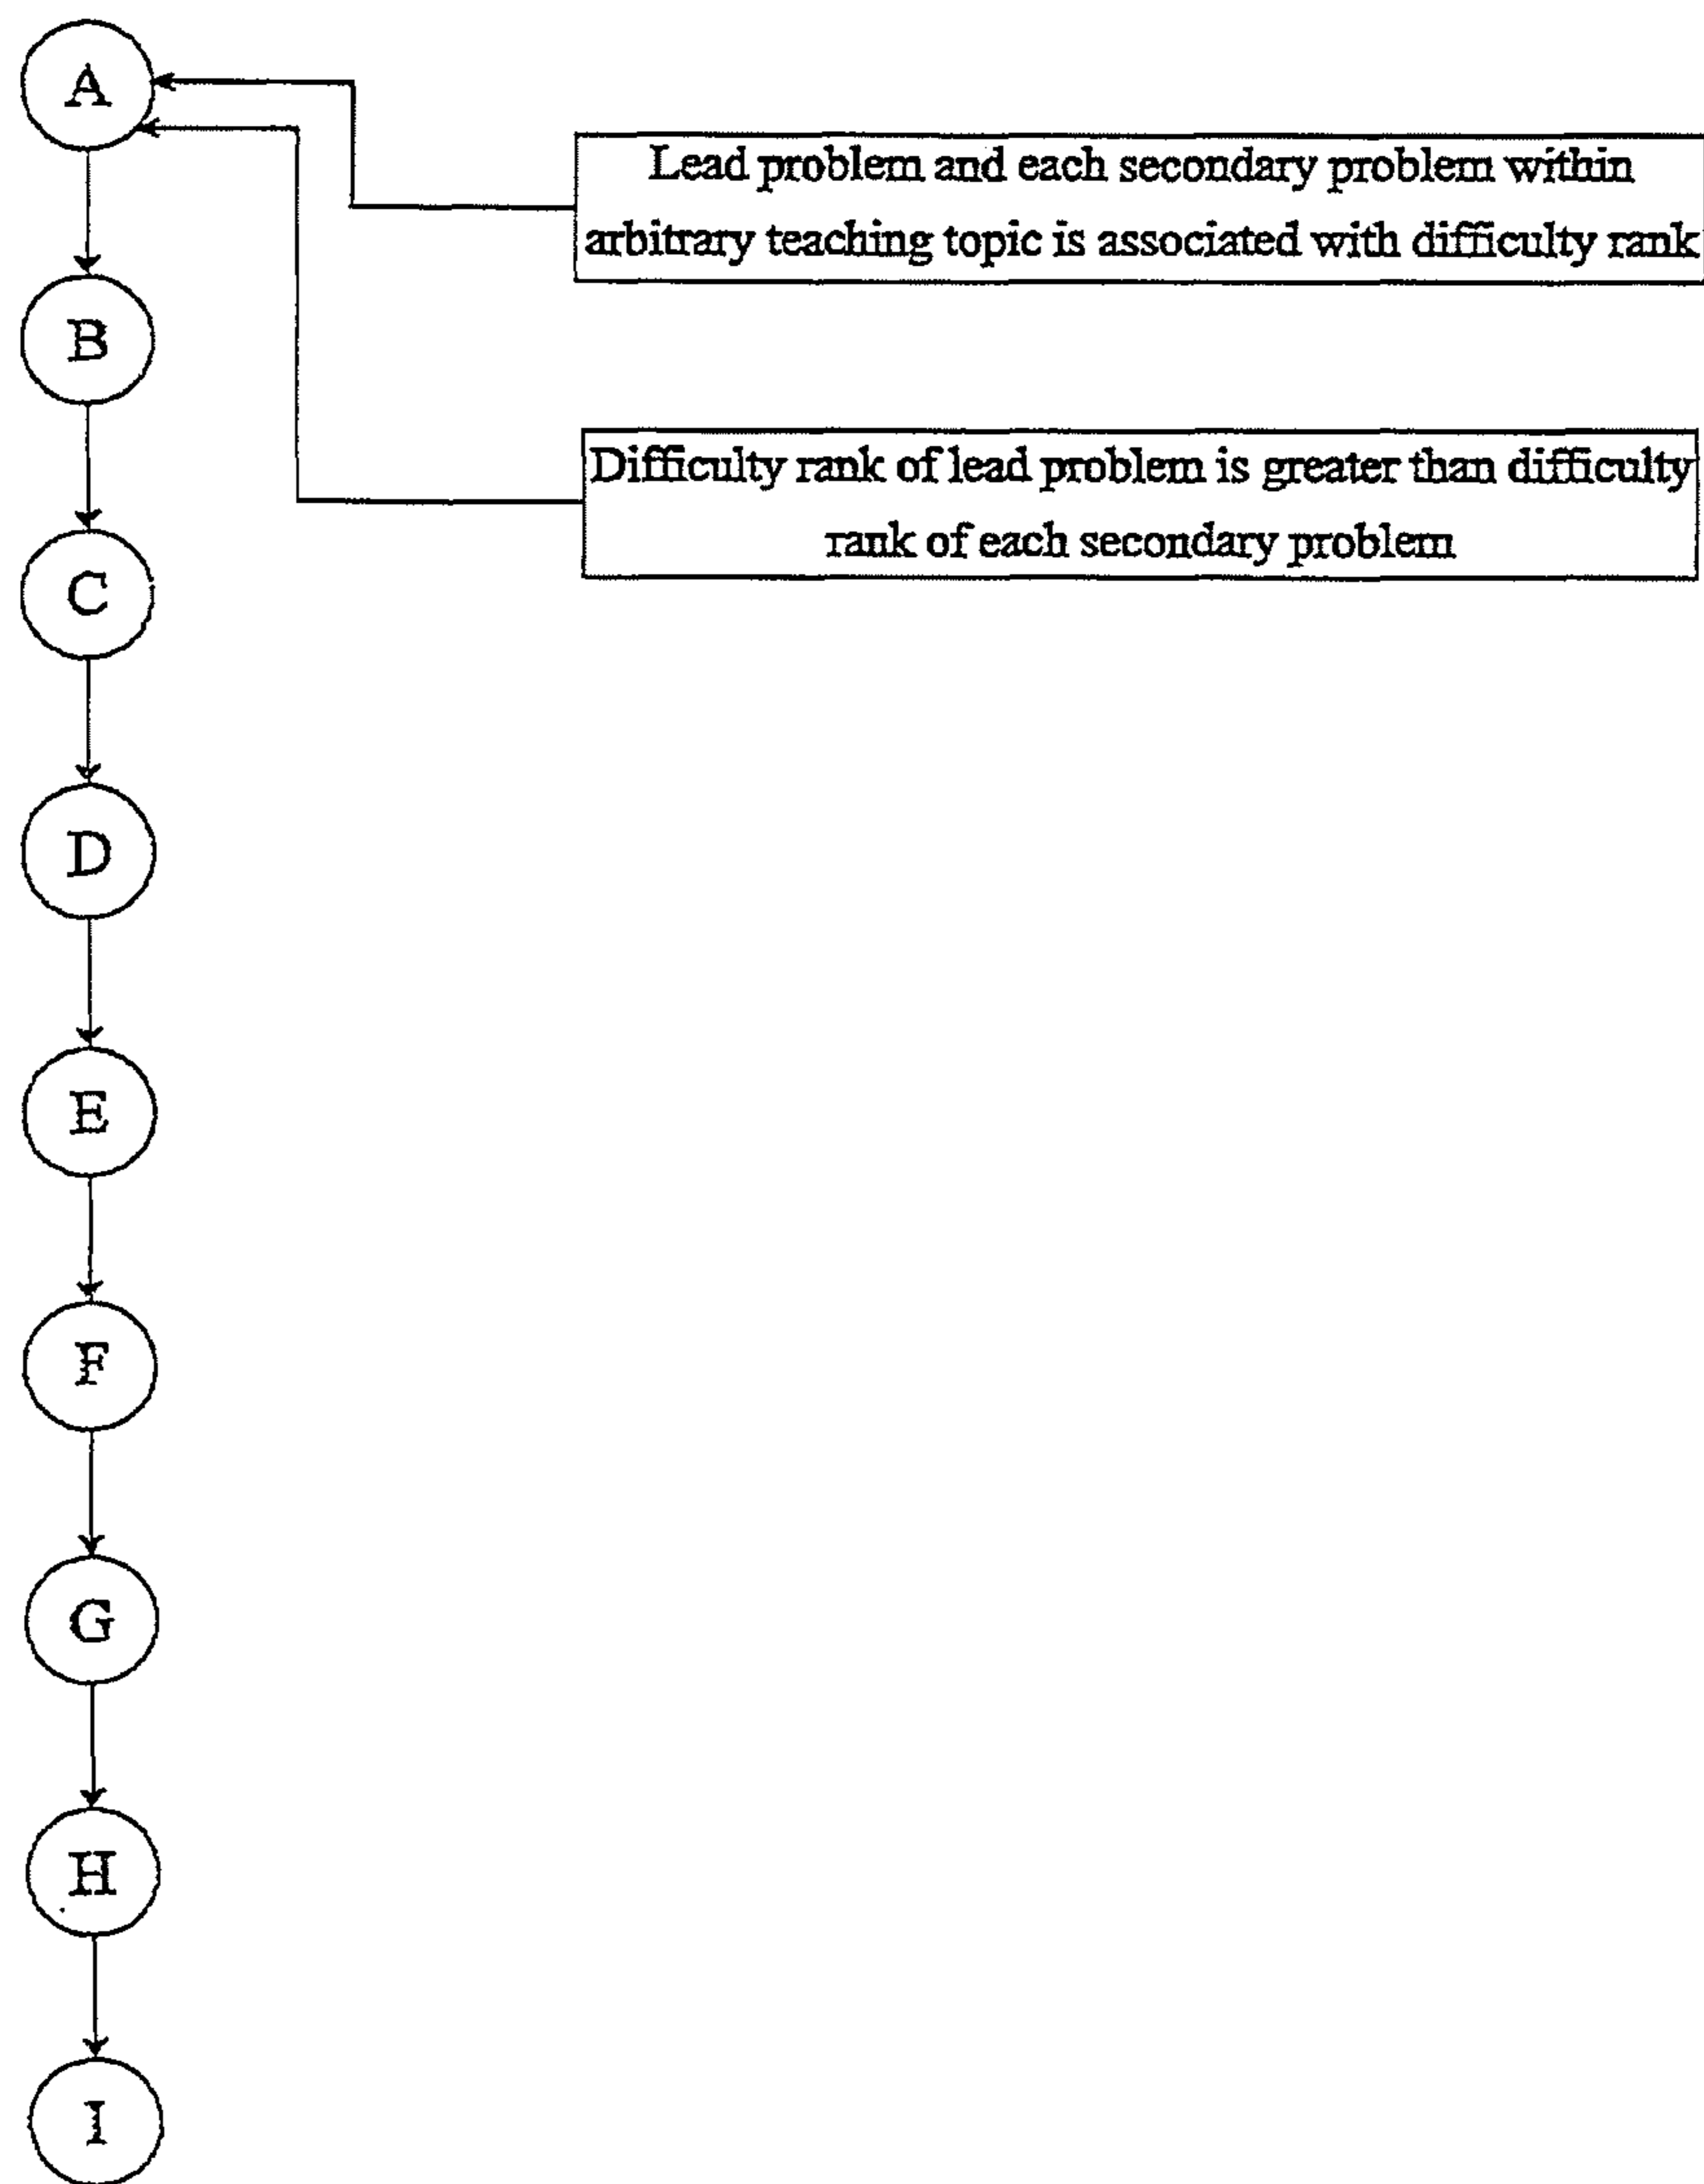 A
Lead problem and each secondary problem within
arbitrary teaching topic is associated with difficulty rank
B
Difficulty rank of lead problem is greater than difficulty
rank of each secondary problem
C
D
E
F
G
H
I